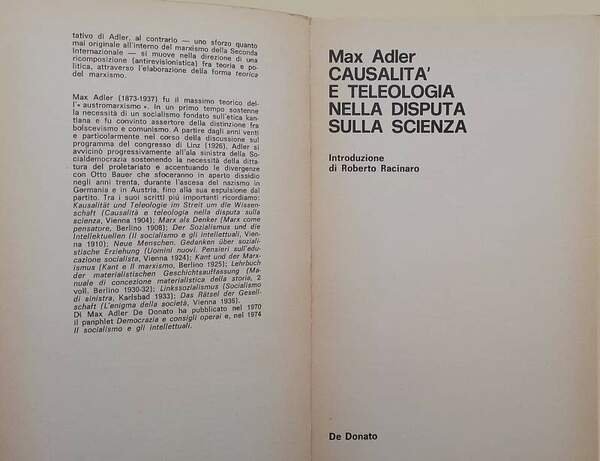 tativo di Adler, al contrario — uno sforzo quanto
mai originale all'interno del marxismo della Seconda
Internazionale — si muove nella direzione di una
ricomposizione (antirevisionistica) fra teoria e po-
litica, attraverso l'elaborazione della forma teorica
del marxismo.
Max Adler (1873-1937) fu il massimo teorico del-
l'« austromarxismo ». In un primo tempo sostenne
la necessità di un socialismo fondato sull'etica kan-
tiana e fu convinto assertore della distinzione fra
bolscevismo e comunismo. A partire dagli anni venti
e particolarmente nel corso della discussione sul
programma del congresso di Linz (1926), Adler si
avvicinò progressivamente all'ala sinistra della So-
cialdemocrazia sostenendo la necessità della ditta-
tura del proletariato e accentuando le divergenze
con Otto Bauer che sfoceranno in aperto dissidio
negli anni trenta, durante l'ascesa del nazismo in
Germania e in Austria, fino alla sua espulsione dal
partito. Tra i suoi scritti più importanti ricordiamo:
Kausalität und Teleologie im Streit um die Wissen-
schaft (Causalità e teleologia nella disputa sulla
scienza, Vienna 1904); Marx als Denker (Marx come
pensatore, Berlino 1908); Der Sozialismus und die
Intellektuellen (Il socialismo e gli intellettuali, Vien-
na 1910); Neue Menschen. Gedanken über soziali-
stische Erziehung (Uomini nuovi. Pensieri sull'edu-
cazione socialista, Vienna 1924); Kant und der Marx-
ismus (Kant e il marxismo, Berlino 1925); Lehrbuch
der materialistischen Geschichtsauffassung (Ma-
nuale di concezione materialistica della storia, 2
voll. Berlino 1930-32); Linkssozialismus (Socialismo
di sinistra, Karlsbad 1933); Das Rätsel der Gesell-
schaft (L'enigma della società, Vienna 1936).
Di Max Adler De Donato ha pubblicato nel 1970
il pamphlet Democrazia e consigli operai e, nel 1974
Il socialismo e gli intellettuali.
Max Adler
CAUSALITA'
E TELEOLOGIA
NELLA DISPUTA
SULLA SCIENZA
Introduzione
di Roberto Racinaro
De Donato